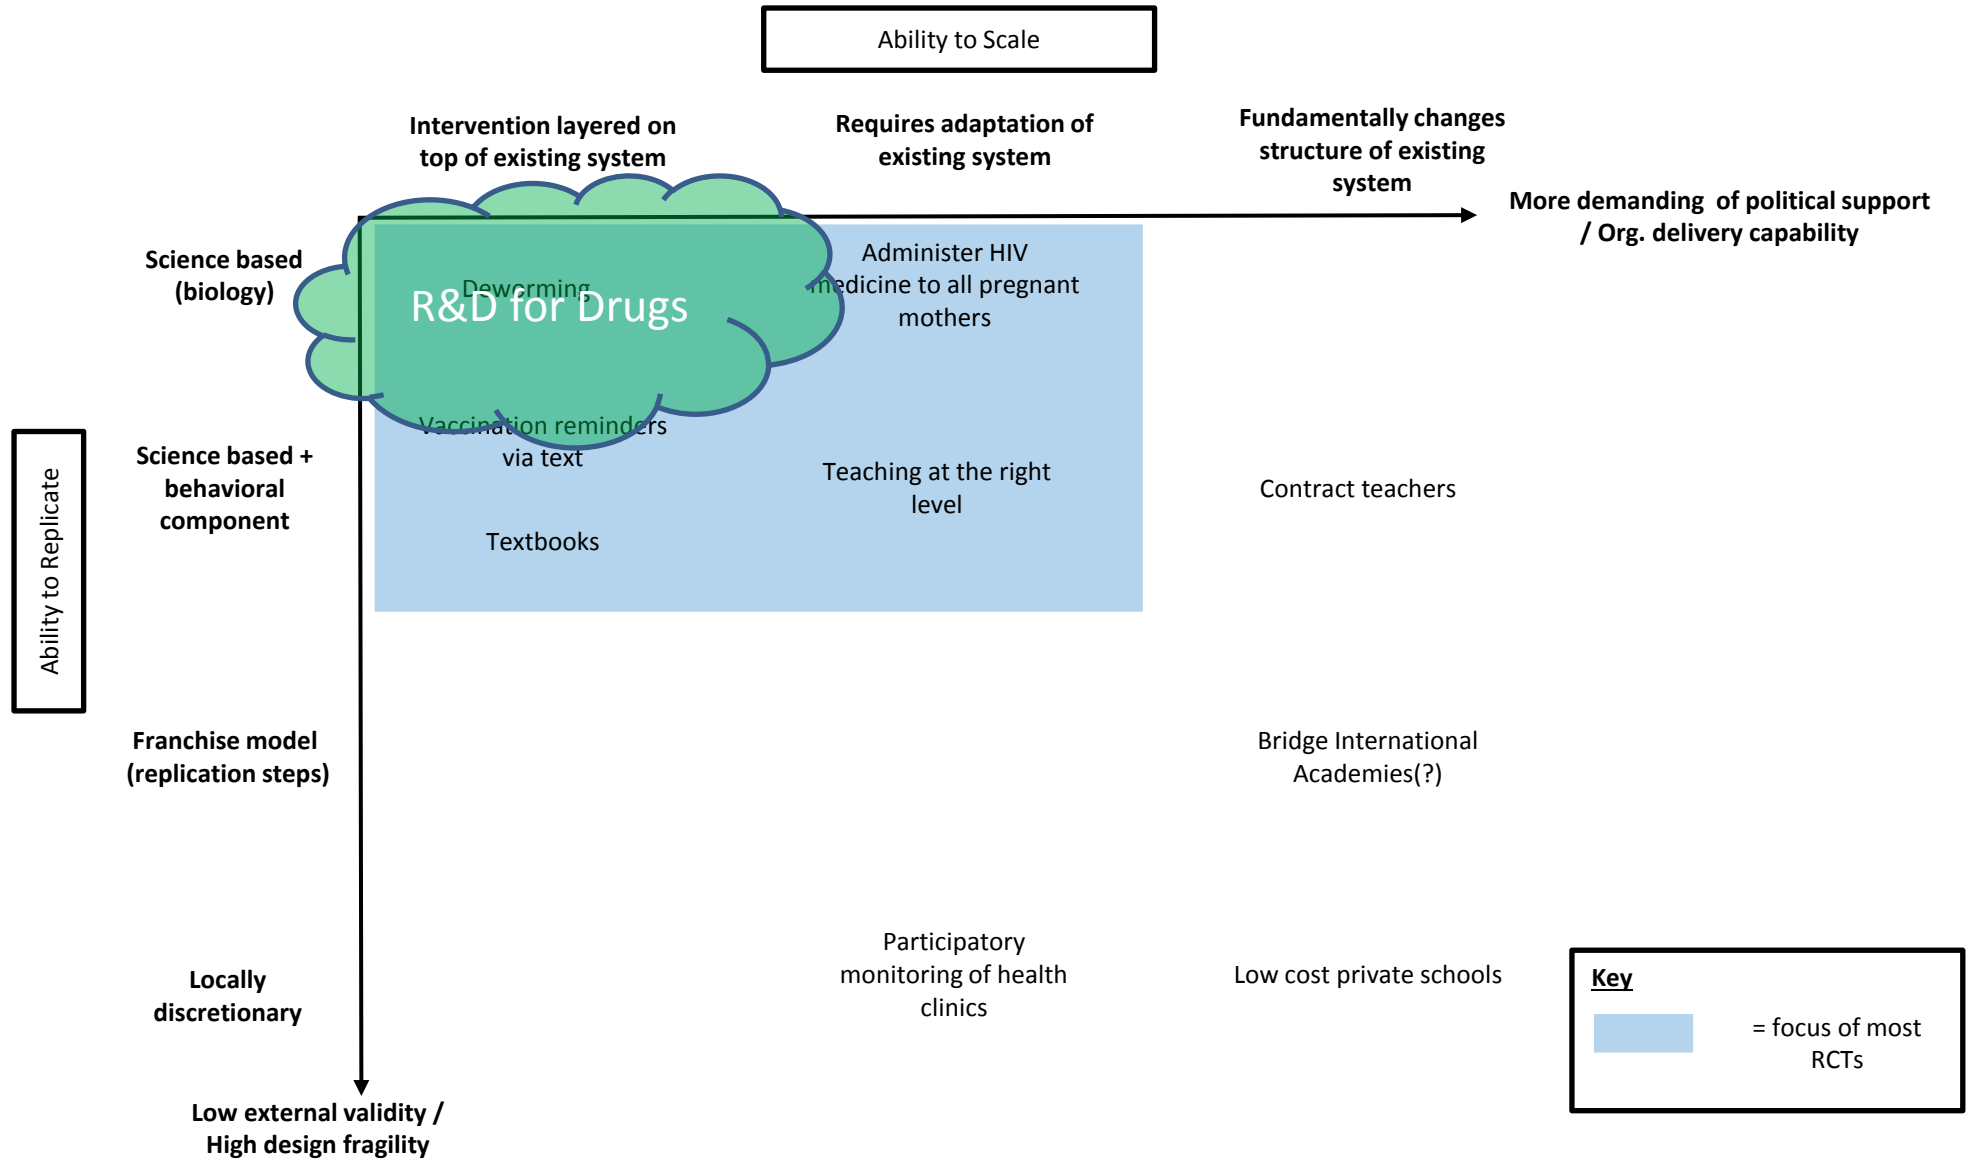 Ability to Scale
Intervention layered on
top of existing system
Requires adaptation of
existing system
Fundamentally changes
structure of existing
system
More demanding of political support
/ Org. delivery capability
Ability to Replicate
Science based
(biology)
Deworming
R&D for Drugs
Administer HIV
medicine to all pregnant
mothers
Science based +
behavioral
component
Vaccination reminders
via text
Textbooks
Teaching at the right
level
Contract teachers
Franchise model
(replication steps)
Bridge International
Academies(?)
Locally
discretionary
Participatory
monitoring of health
clinics
Low cost private schools
Low external validity /
High design fragility
Key
= focus of most
RCTs